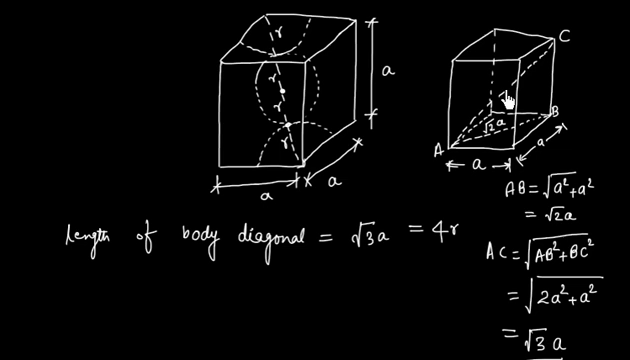 r
r
r
r
a
a
a
C
B
A
√2a
a
a
AB = √a²+a²
= √2a
length of body diagonal = √3a = 4r
AC = √AB²+BC²
= √2a²+a²
= √3 a